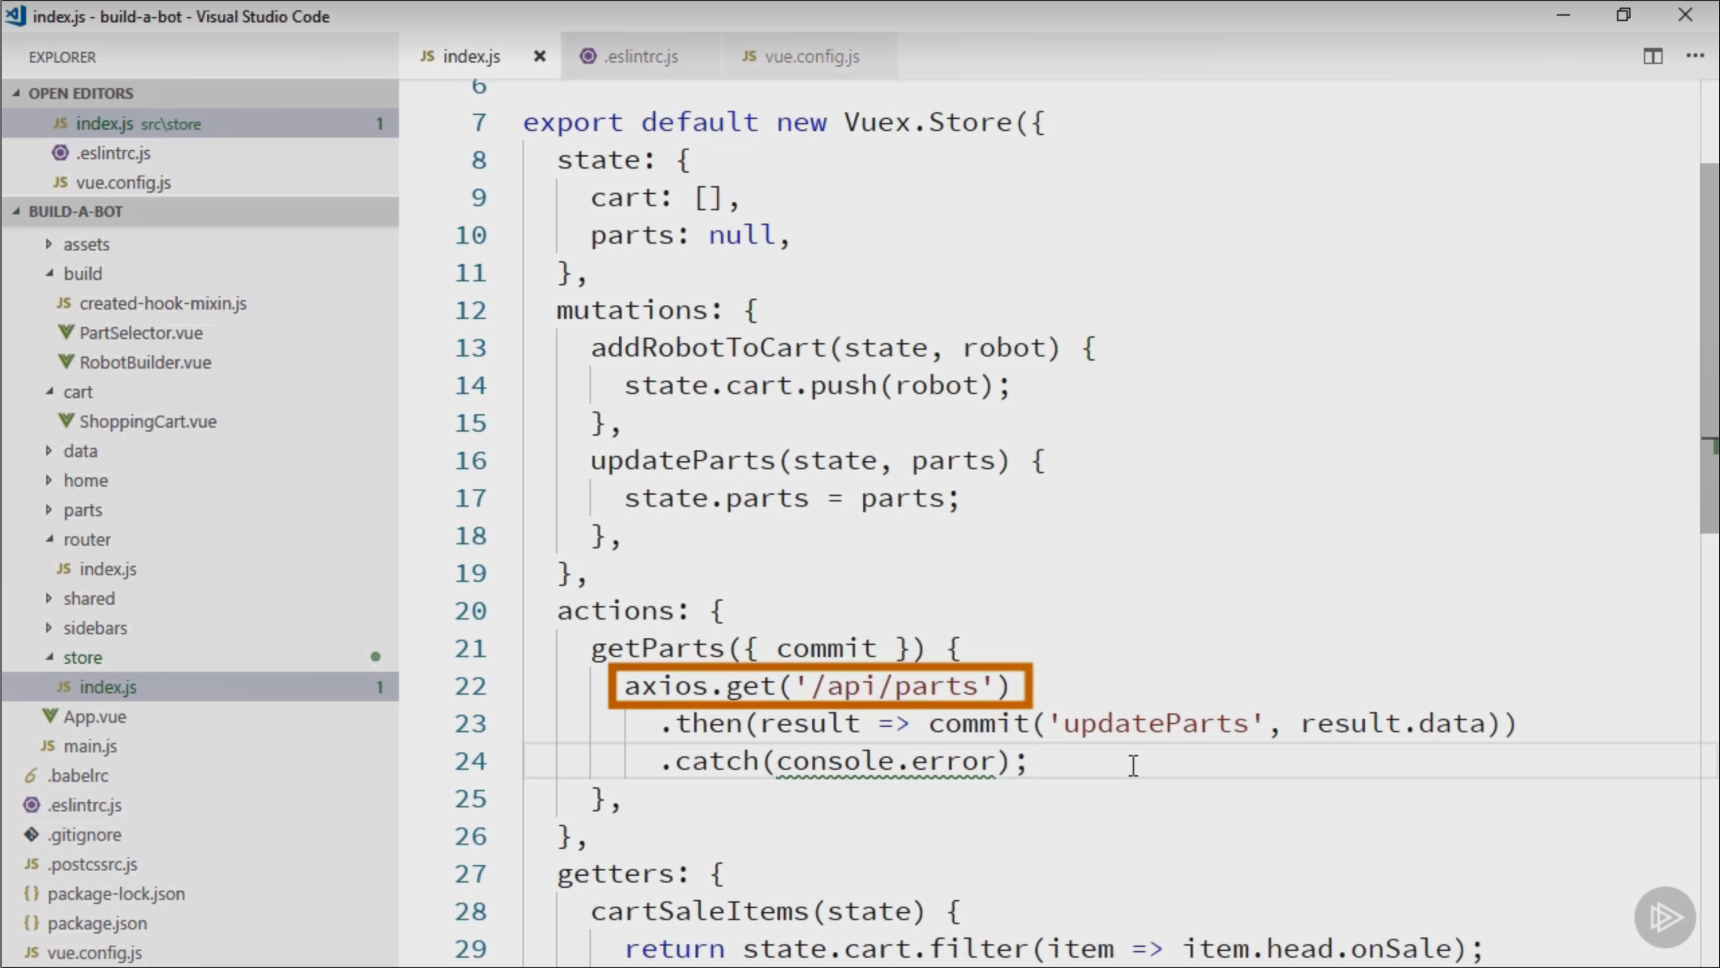 index.js - build-a-bot - Visual Studio Code
EXPLORER
OPEN EDITORS
JS index.js src\store 1
.eslintrc.js
JS vue.config.js
BUILD-A-BOT
assets
build
JS created-hook-mixin.js
PartSelector.vue
RobotBuilder.vue
cart
ShoppingCart.vue
data
home
parts
router
JS index.js
shared
sidebars
store
JS index.js 1
App.vue
JS main.js
6 .babelrc
.eslintrc.js
.gitignore
JS .postcssrc.js
{} package-lock.json
{} package.json
JS vue.config.js
JS index.js .eslintrc.js JS vue.config.js
6
7 export default new Vuex.Store({
8 state: {
9 cart: [],
10 parts: null,
11 },
12 mutations: {
13 addRobotToCart(state, robot) {
14 state.cart.push(robot);
15 },
16 updateParts(state, parts) {
17 state.parts = parts;
18 },
19 },
20 actions: {
21 getParts({ commit }) {
22 axios.get('/api/parts')
23 .then(result => commit('updateParts', result.data))
24 .catch(console.error);
25 },
26 },
27 getters: {
28 cartSaleItems(state) {
29 return state.cart.filter(item => item.head.onSale);